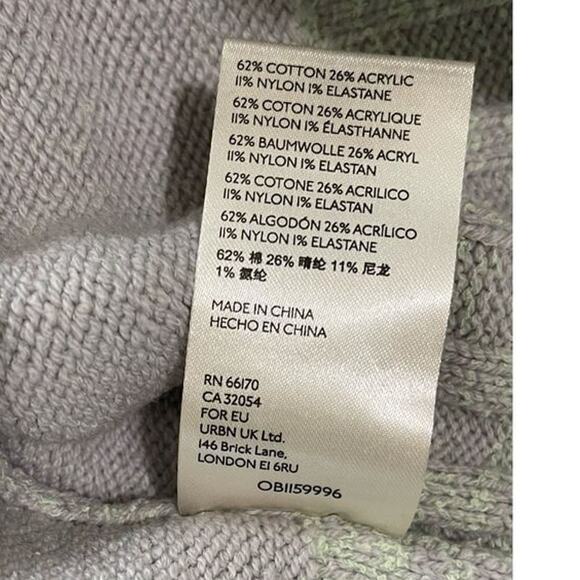 62% COTTON 26% ACRYLIC
11% NYLON 1% ELASTANE
62% COTON 26% ACRYLIQUE
11% NYLON 1% ÉLASTHANNE
62% BAUMWOLLE 26% ACRYL
11% NYLON 1% ELASTAN
62% COTONE 26% ACRILICO
11% NYLON 1% ELASTAN
62% ALGODÓN 26% ACRÍLICO
11% NYLON 1% ELASTANE
62% 棉 26% 晴纶 11% 尼龙
1% 氨纶
MADE IN CHINA
HECHO EN CHINA
RN 66170
CA 32054
FOR EU
URBN UK Ltd.
146 Brick Lane,
LONDON E1 6RU
OB1159996